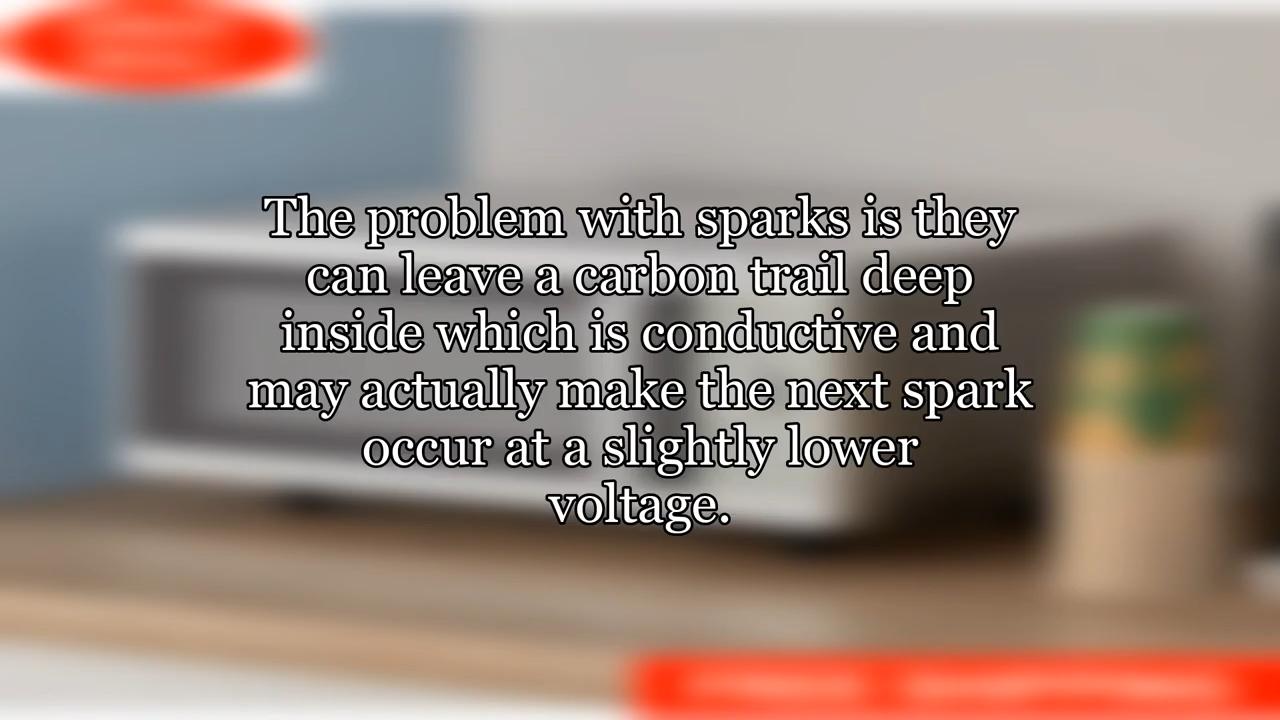 The problem with sparks is they
can leave a carbon trail deep
inside which is conductive and
may actually make the next spark
occur at a slightly lower
voltage.